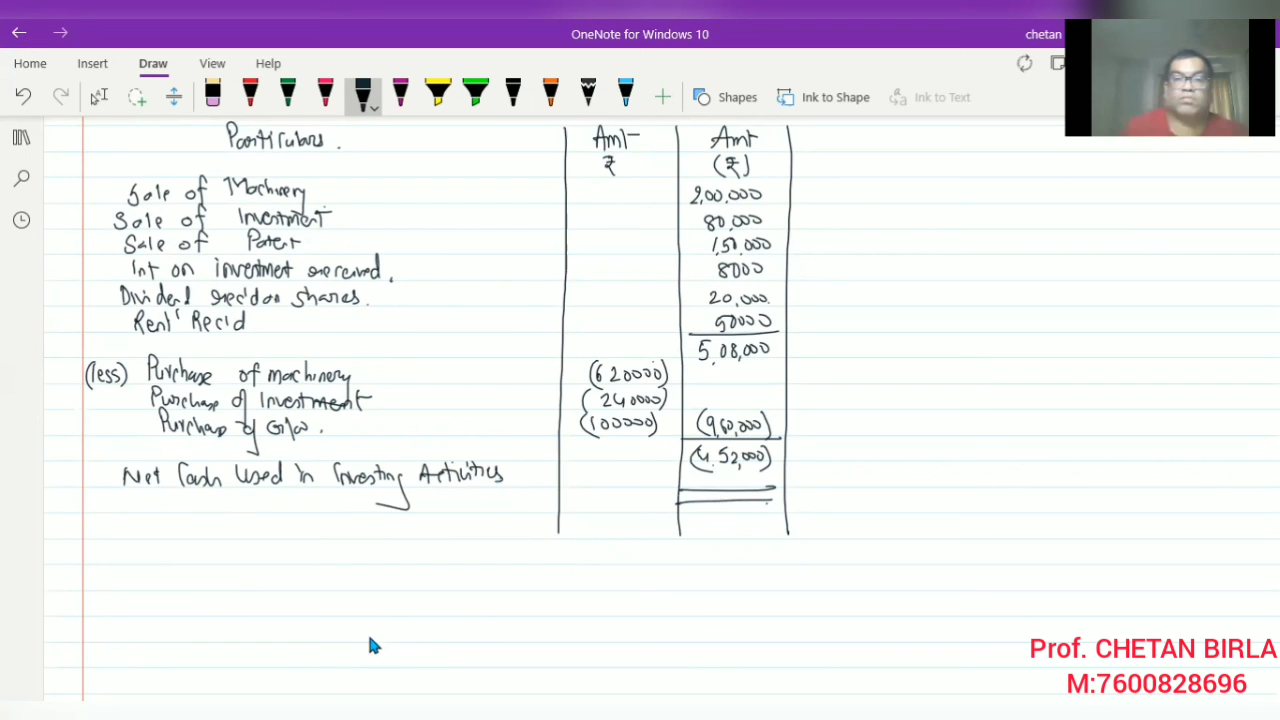 OneNote for Windows 10
chetan
Home Insert Draw View Help
Shapes Ink to Shape Ink to Text
Particulars. Amt Amt
₹ (₹)
Sale of Machinery 2,00,000
Sale of Investment 80,000
Sale of Patent 1,50,000
Int on investmet received. 8000
Dividend recd on shares. 20,000.
Rent Recd 50000
5,08,000
(less) Purchase of machinery (620000)
Purchase of Investment (240000)
Purchase of G/w. (100000) (9,60,000)
(4,52,000)
Net Cash Used in Investing Activities
Prof. CHETAN BIRLA
M:7600828696